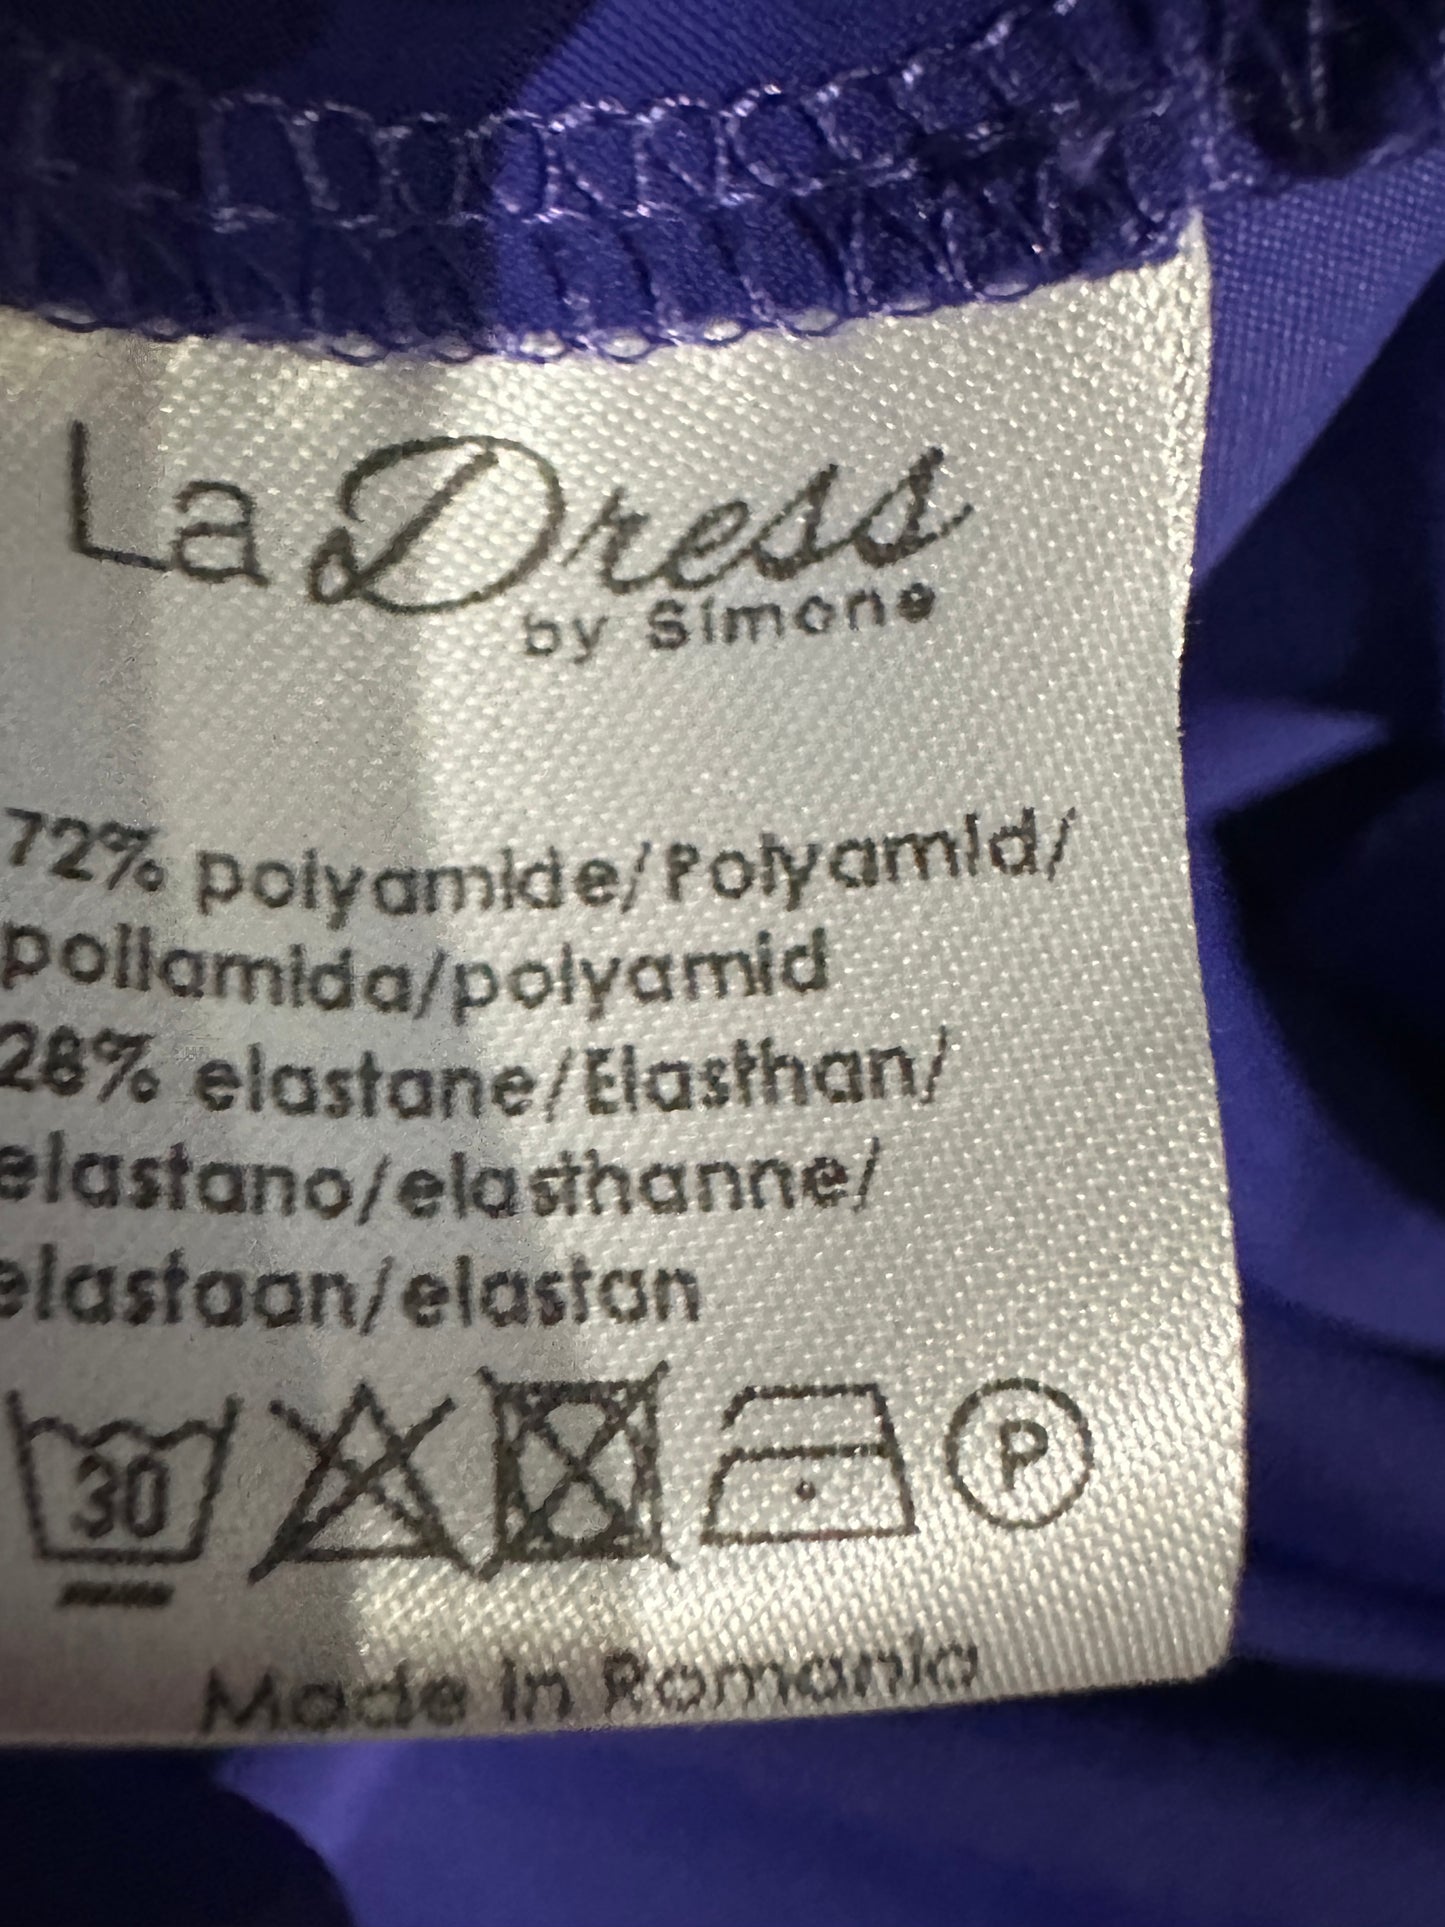 La Dress
by Simone
72% polyamide/Polyamid/
poliamida/polyamid
28% elastane/Elasthan/
elastano/elasthanne/
elastaan/elastan
30
P
Made in Romania